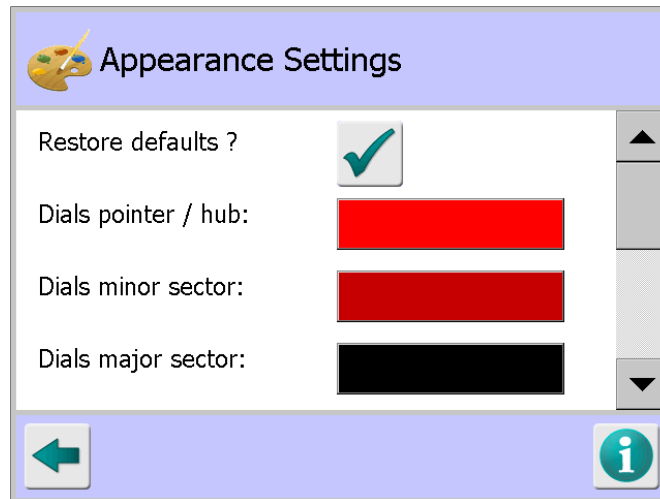 Appearance Settings
Restore defaults ?
Dials pointer / hub:
Dials minor sector:
Dials major sector: